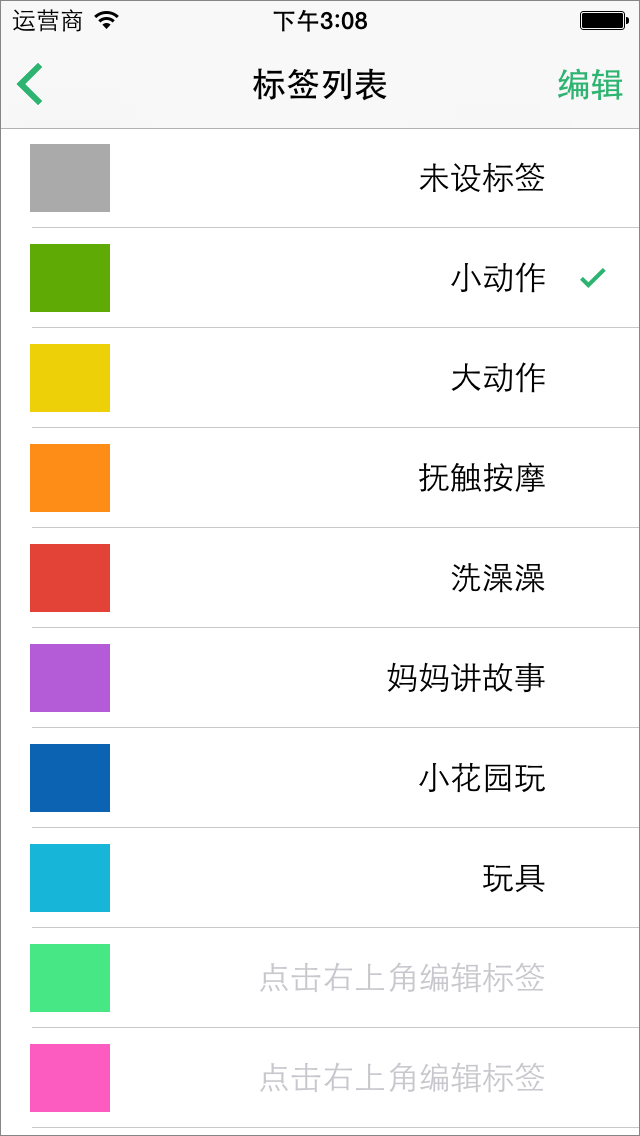 运营商 下午3:08
标签列表 编辑
未设标签
小动作
大动作
抚触按摩
洗澡澡
妈妈讲故事
小花园玩
玩具
点击右上角编辑标签
点击右上角编辑标签